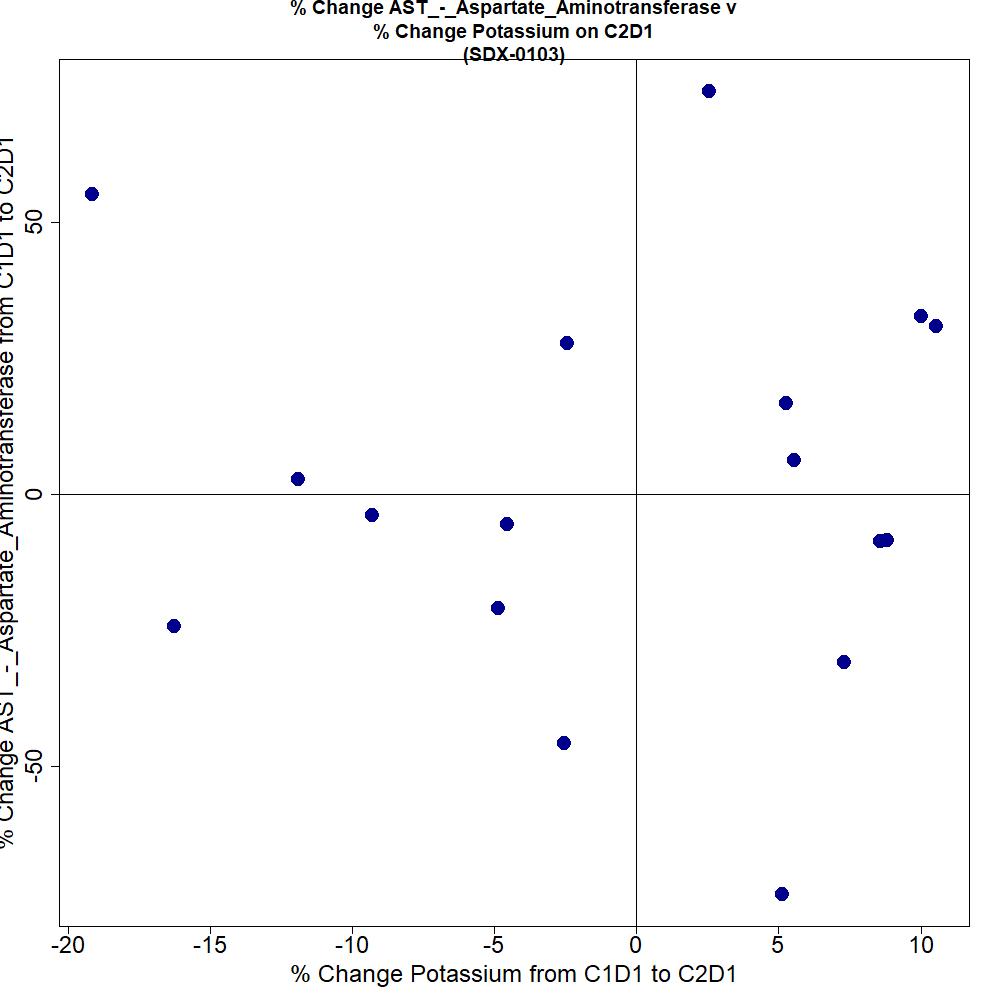 % Change AST_-_Aspartate_Aminotransferase v
% Change Potassium on C2D1
(SDX-0103)
% Change AST_-_Aspartate_Aminotransferase from C1D1 to C2D1
50
0
-50
-20 -15 -10 -5 0 5 10
% Change Potassium from C1D1 to C2D1